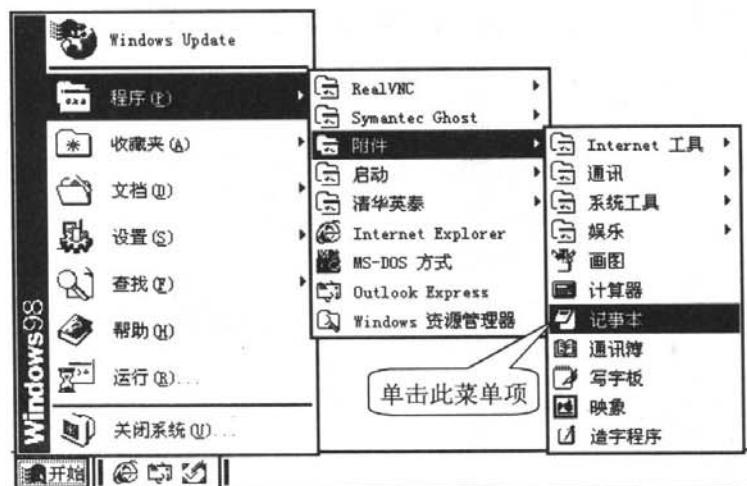 Windows Update
程序(P)
收藏夹(A)
文档(D)
设置(S)
查找(F)
帮助(H)
运行(R)...
关闭系统(U)...
Windows98
开始
RealVNC
Symantec Ghost
附件
启动
清华英泰
Internet Explorer
MS-DOS 方式
Outlook Express
Windows 资源管理器
Internet 工具
通讯
系统工具
娱乐
画图
计算器
记事本
通讯簿
写字板
映象
造字程序
单击此菜单项